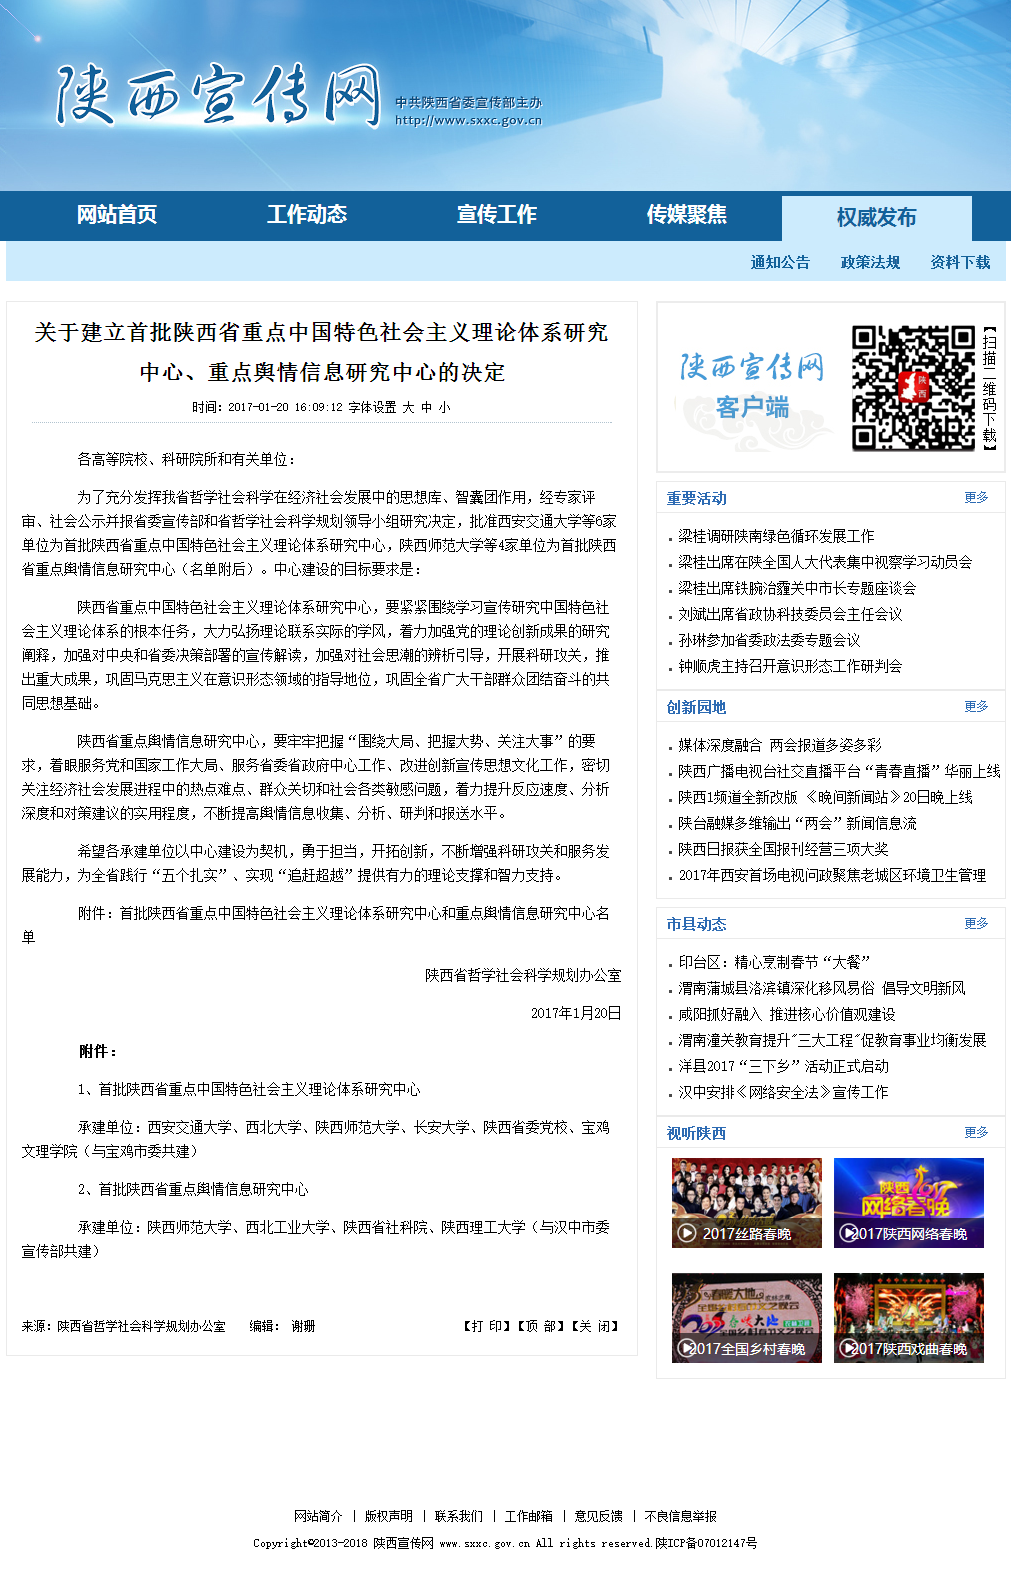 陕西宣传网
中共陕西省委宣传部主办
http://www.sxxc.gov.cn
网站首页 工作动态 宣传工作 传媒聚焦 权威发布
通知公告 政策法规 资料下载
关于建立首批陕西省重点中国特色社会主义理论体系研究
中心、重点舆情信息研究中心的决定
时间：2017-01-20 16:09:12 字体设置 大 中 小
各高等院校、科研院所和有关单位：
为了充分发挥我省哲学社会科学在经济社会发展中的思想库、智囊团作用，经专家评
审、社会公示并报省委宣传部和省哲学社会科学规划领导小组研究决定，批准西安交通大学等6家
单位为首批陕西省重点中国特色社会主义理论体系研究中心，陕西师范大学等4家单位为首批陕西
省重点舆情信息研究中心（名单附后）。中心建设的目标要求是：
陕西省重点中国特色社会主义理论体系研究中心，要紧紧围绕学习宣传研究中国特色社
会主义理论体系的根本任务，大力弘扬理论联系实际的学风，着力加强党的理论创新成果的研究
阐释，加强对中央和省委决策部署的宣传解读，加强对社会思潮的辨析引导，开展科研攻关，推
出重大成果，巩固马克思主义在意识形态领域的指导地位，巩固全省广大干部群众团结奋斗的共
同思想基础。
陕西省重点舆情信息研究中心，要牢牢把握“围绕大局、把握大势、关注大事”的要
求，着眼服务党和国家工作大局、服务省委省政府中心工作、改进创新宣传思想文化工作，密切
关注经济社会发展进程中的热点难点、群众关切和社会各类敏感问题，着力提升反应速度、分析
深度和对策建议的实用程度，不断提高舆情信息收集、分析、研判和报送水平。
希望各承建单位以中心建设为契机，勇于担当，开拓创新，不断增强科研攻关和服务发
展能力，为全省践行“五个扎实”、实现“追赶超越”提供有力的理论支撑和智力支持。
附件：首批陕西省重点中国特色社会主义理论体系研究中心和重点舆情信息研究中心名
单
陕西省哲学社会科学规划办公室
2017年1月20日
附件：
1、首批陕西省重点中国特色社会主义理论体系研究中心
承建单位：西安交通大学、西北大学、陕西师范大学、长安大学、陕西省委党校、宝鸡
文理学院（与宝鸡市委共建）
2、首批陕西省重点舆情信息研究中心
承建单位：陕西师范大学、西北工业大学、陕西省社科院、陕西理工大学（与汉中市委
宣传部共建）
来源：陕西省哲学社会科学规划办公室 编辑： 谢珊 【打 印】【顶 部】【关 闭】
陕西宣传网
客户端
陕西
【扫描二维码下载】
重要活动 更多
梁桂调研陕南绿色循环发展工作
梁桂出席在陕全国人大代表集中视察学习动员会
梁桂出席铁腕治霾关中市长专题座谈会
刘斌出席省政协科技委员会主任会议
孙琳参加省委政法委专题会议
钟顺虎主持召开意识形态工作研判会
创新园地 更多
媒体深度融合 两会报道多姿多彩
陕西广播电视台社交直播平台“青春直播”华丽上线
陕西1频道全新改版 《晚间新闻站》20日晚上线
陕台融媒多维输出“两会”新闻信息流
陕西日报获全国报刊经营三项大奖
2017年西安首场电视问政聚焦老城区环境卫生管理
市县动态 更多
印台区：精心烹制春节“大餐”
渭南蒲城县洛滨镇深化移风易俗 倡导文明新风
咸阳抓好融入 推进核心价值观建设
渭南潼关教育提升"三大工程"促教育事业均衡发展
洋县2017“三下乡”活动正式启动
汉中安排《网络安全法》宣传工作
视听陕西 更多
2017丝路春晚
陕西2017
网络春晚
2017陕西网络春晚
2017全国乡村春晚
2017陕西戏曲春晚
网站简介 | 版权声明 | 联系我们 | 工作邮箱 | 意见反馈 | 不良信息举报
Copyright©2013-2018 陕西宣传网 www.sxxc.gov.cn All rights reserved.陕ICP备07012147号